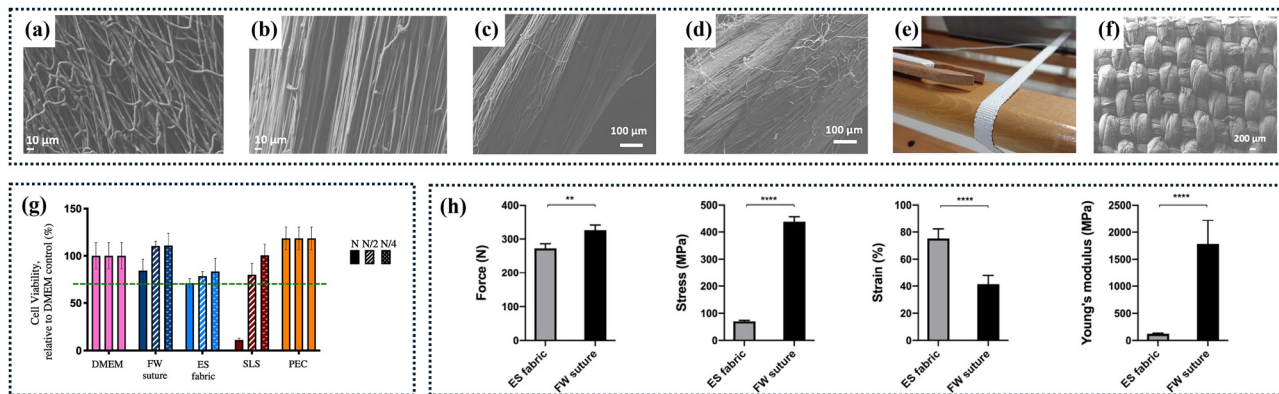 (a)
10 µm
(b)
10 µm
(c)
100 µm
(d)
100 µm
(e)
(f)
200 µm
(g)
Cell Viability,
relative to DMEM control (%)
150
100
50
0
DMEM
FW
suture
ES
fabric
SLS
PEC
N N/2 N/4
(h)
Force (N)
400
300
200
100
0
**
ES fabric
FW suture
Stress (MPa)
500
400
300
200
100
0
****
ES fabric
FW suture
Strain (%)
100
80
60
40
20
0
****
ES fabric
FW suture
Young's modulus (MPa)
2500
2000
1500
1000
500
0
****
ES fabric
FW suture